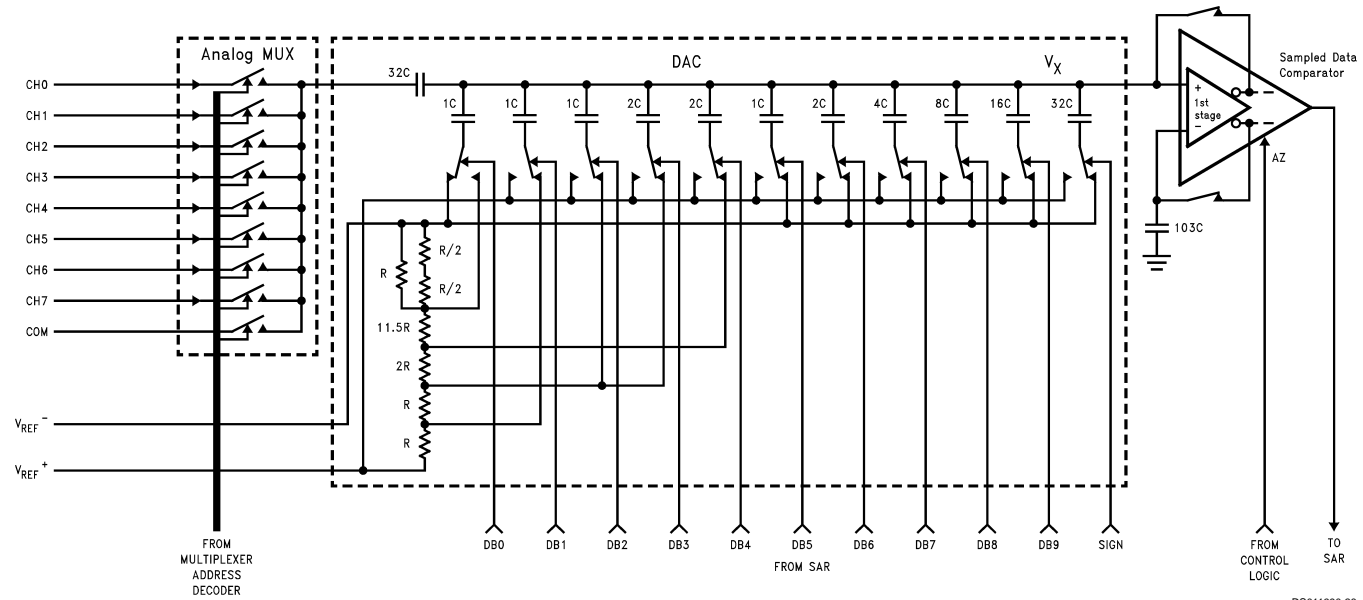 Analog MUX
DAC
V_X
Sampled Data
Comparator
CH0
CH1
CH2
CH3
CH4
CH5
CH6
CH7
COM
V_REF^-
V_REF^+
32C
1C
1C
1C
2C
2C
1C
2C
4C
8C
16C
32C
+
1st
stage
-
AZ
103C
R/2
R
R/2
11.5R
2R
R
R
DB0
DB1
DB2
DB3
DB4
DB5
DB6
DB7
DB8
DB9
SIGN
FROM SAR
FROM
MULTIPLEXER
ADDRESS
DECODER
FROM
CONTROL
LOGIC
TO
SAR